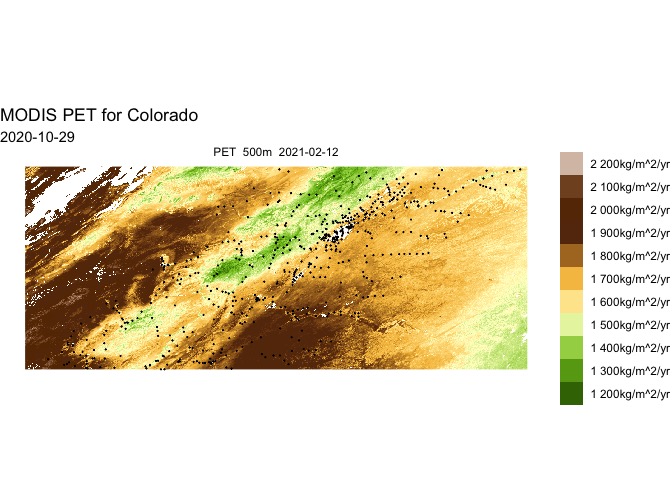 MODIS PET for Colorado
2020-10-29
PET 500m 2021-02-12
2 200kg/m^2/yr
2 100kg/m^2/yr
2 000kg/m^2/yr
1 900kg/m^2/yr
1 800kg/m^2/yr
1 700kg/m^2/yr
1 600kg/m^2/yr
1 500kg/m^2/yr
1 400kg/m^2/yr
1 300kg/m^2/yr
1 200kg/m^2/yr